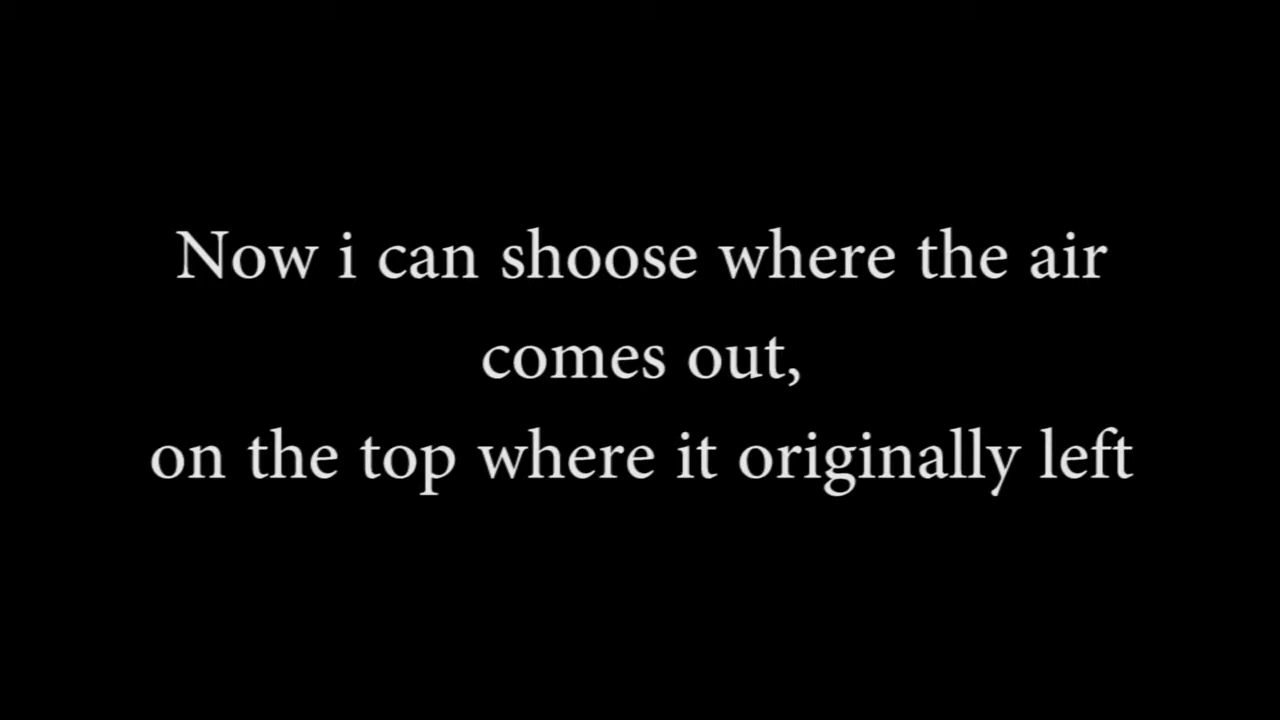 Now i can shoose where the air
comes out,
on the top where it originally left